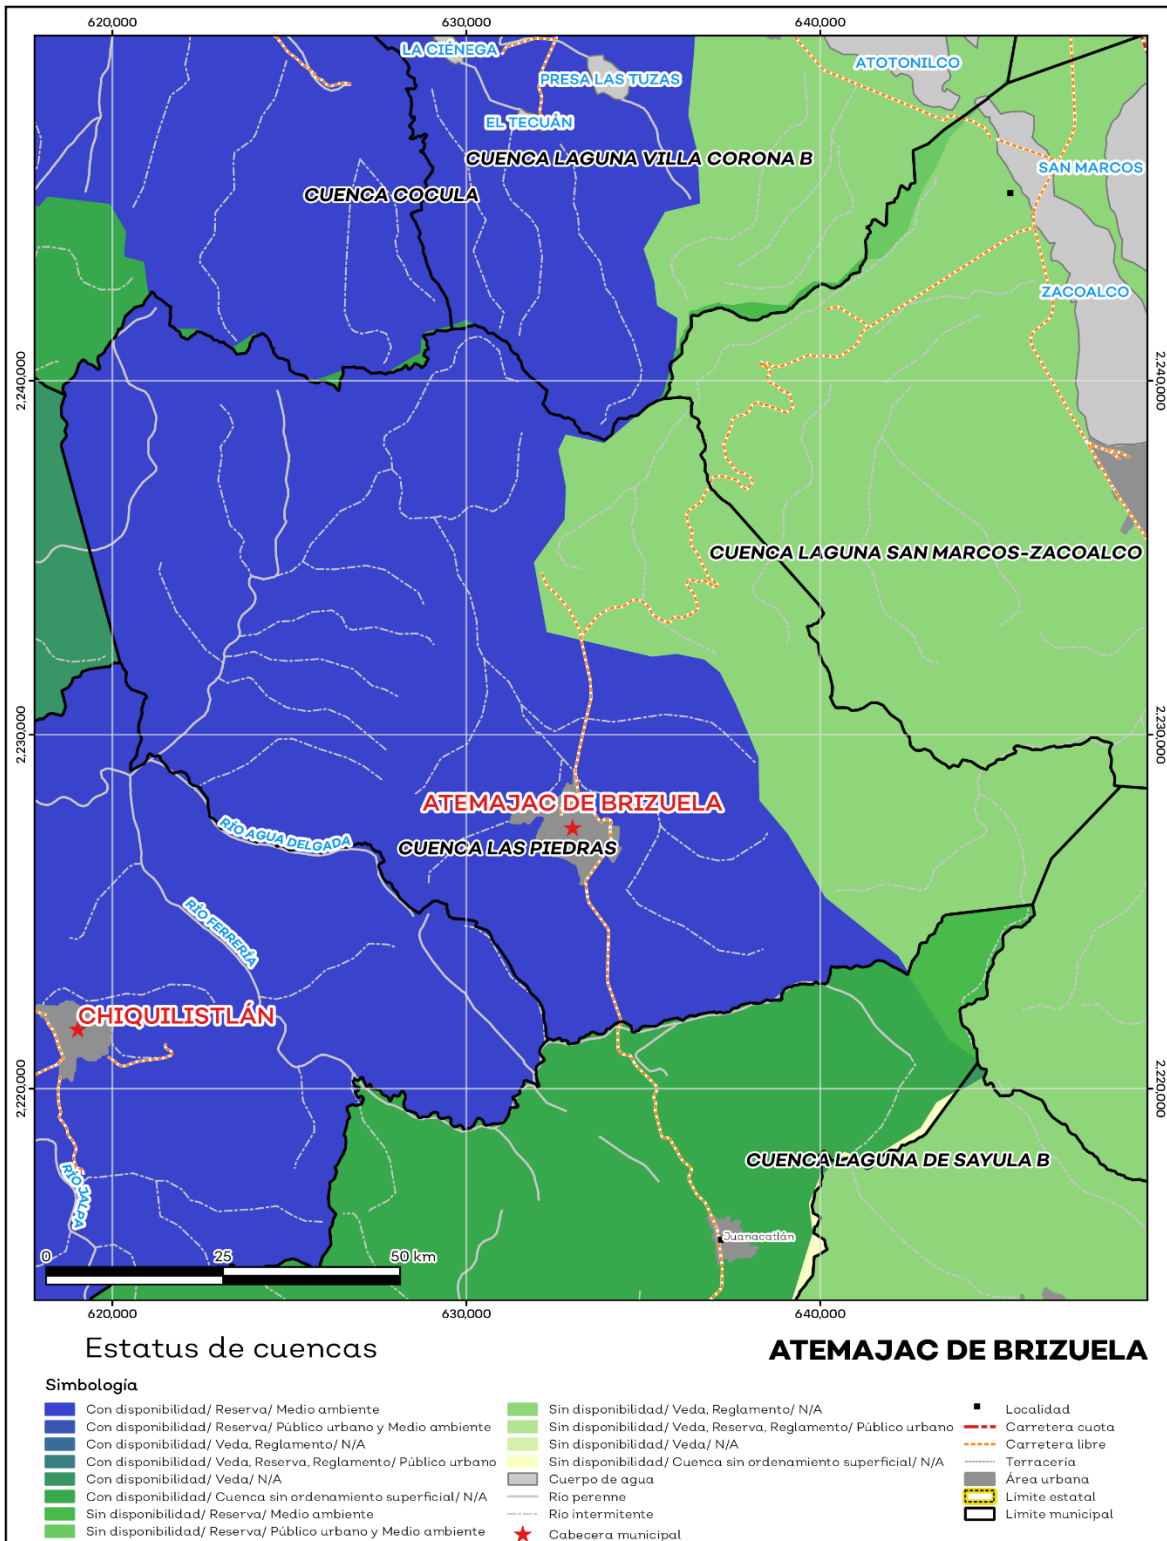 620,000
630,000
640,000
LA CIÉNEGA
PRESA LAS TUZAS
ATOTONILCO
EL TECUÁN
CUENCA LAGUNA VILLA CORONA B
SAN MARCOS
CUENCA COCULA
ZACOALCO
2,240,000
2,240,000
CUENCA LAGUNA SAN MARCOS-ZACOALCO
2,230,000
2,230,000
ATEMAJAC DE BRIZUELA
RÍO AGUA DELGADA
CUENCA LAS PIEDRAS
RÍO FERRERÍA
CHIQUILISTLÁN
2,220,000
2,220,000
CUENCA LAGUNA DE SAYULA B
RÍO JALPA
Juanacatlán
0
25
50 km
620,000
630,000
640,000
Estatus de cuencas
ATEMAJAC DE BRIZUELA
Simbología
Con disponibilidad/ Reserva/ Medio ambiente
Con disponibilidad/ Reserva/ Público urbano y Medio ambiente
Con disponibilidad/ Veda, Reglamento/ N/A
Con disponibilidad/ Veda, Reserva, Reglamento/ Público urbano
Con disponibilidad/ Veda/ N/A
Con disponibilidad/ Cuenca sin ordenamiento superficial/ N/A
Sin disponibilidad/ Reserva/ Medio ambiente
Sin disponibilidad/ Reserva/ Público urbano y Medio ambiente
Sin disponibilidad/ Veda, Reglamento/ N/A
Sin disponibilidad/ Veda, Reserva, Reglamento/ Público urbano
Sin disponibilidad/ Veda/ N/A
Sin disponibilidad/ Cuenca sin ordenamiento superficial/ N/A
Cuerpo de agua
Río perenne
Río intermitente
Cabecera municipal
Localidad
Carretera cuota
Carretera libre
Terracería
Área urbana
Límite estatal
Límite municipal